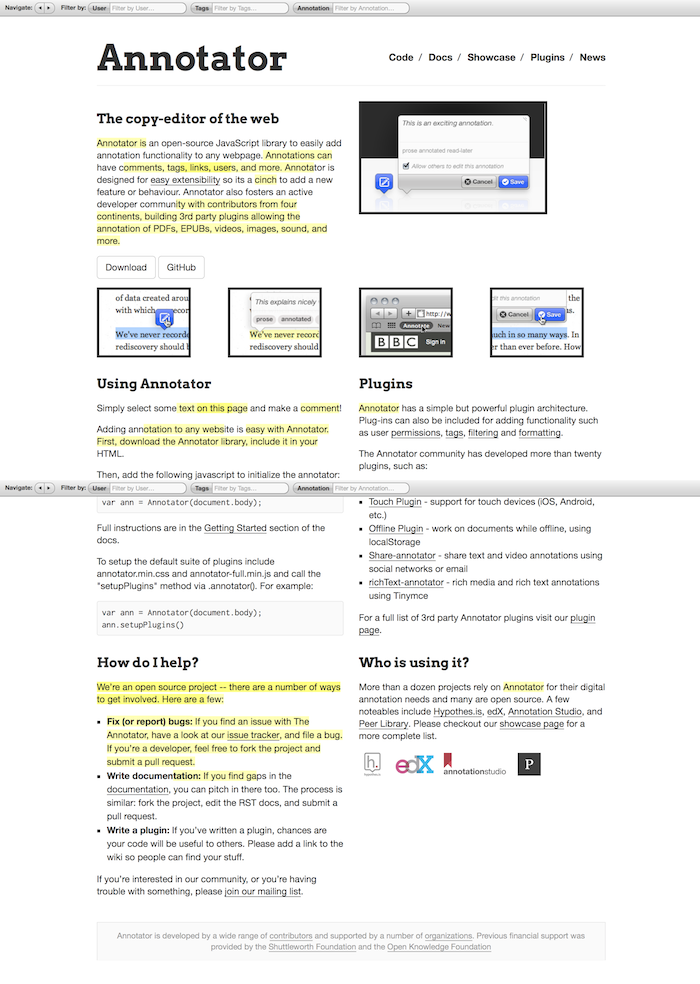 Navigate: Filter by: User Filter by User... Tags Filter by Tags... Annotation Filter by Annotation...
Annotator
Code / Docs / Showcase / Plugins / News
The copy-editor of the web
Annotator is an open-source JavaScript library to easily add
annotation functionality to any webpage. Annotations can
have comments, tags, links, users, and more. Annotator is
designed for easy extensibility so its a cinch to add a new
feature or behaviour. Annotator also fosters an active
developer community with contributors from four
continents, building 3rd party plugins allowing the
annotation of PDFs, EPUBs, videos, images, sound, and
more.
This is an exciting annotation.
prose annotated read-later
Allow others to edit this annotation
Cancel Save
Download GitHub
of data created arou
with which recor
We've never recorde
rediscovery should b
This explains nicely
prose annotated
We've never recorde
rediscovery should
http://w
Annotate New
BBC Sign in
dit this annotation the
Cancel Save us.
uch in so many ways. I
er than ever before. How
Using Annotator
Simply select some text on this page and make a comment!
Adding annotation to any website is easy with Annotator.
First, download the Annotator library, include it in your
HTML.
Then, add the following javascript to initialize the annotator:
Plugins
Annotator has a simple but powerful plugin architecture.
Plug-ins can also be included for adding functionality such
as user permissions, tags, filtering and formatting.
The Annotator community has developed more than twenty
plugins, such as:
Navigate: Filter by: User Filter by User... Tags Filter by Tags... Annotation Filter by Annotation...
var ann = Annotator(document.body);
Full instructions are in the Getting Started section of the
docs.
To setup the default suite of plugins include
annotator.min.css and annotator-full.min.js and call the
"setupPlugins" method via .annotator(). For example:
var ann = Annotator(document.body);
ann.setupPlugins()
Touch Plugin - support for touch devices (iOS, Android,
etc.)
Offline Plugin - work on documents while offline, using
localStorage
Share-annotator - share text and video annotations using
social networks or email
richText-annotator - rich media and rich text annotations
using Tinymce
For a full list of 3rd party Annotator plugins visit our plugin
page.
How do I help?
We're an open source project -- there are a number of ways
to get involved. Here are a few:
Fix (or report) bugs: If you find an issue with The
Annotator, have a look at our issue tracker, and file a bug.
If you're a developer, feel free to fork the project and
submit a pull request.
Write documentation: If you find gaps in the
documentation, you can pitch in there too. The process is
similar: fork the project, edit the RST docs, and submit a
pull request.
Write a plugin: If you've written a plugin, chances are
your code will be useful to others. Please add a link to the
wiki so people can find your stuff.
If you're interested in our community, or you're having
trouble with something, please join our mailing list.
Who is using it?
More than a dozen projects rely on Annotator for their digital
annotation needs and many are open source. A few
noteables include Hypothes.is, edX, Annotation Studio, and
Peer Library. Please checkout our showcase page for a
more complete list.
h.
hypothes.is
edX
annotationstudio
P
Annotator is developed by a wide range of contributors and supported by a number of organizations. Previous financial support was
provided by the Shuttleworth Foundation and the Open Knowledge Foundation